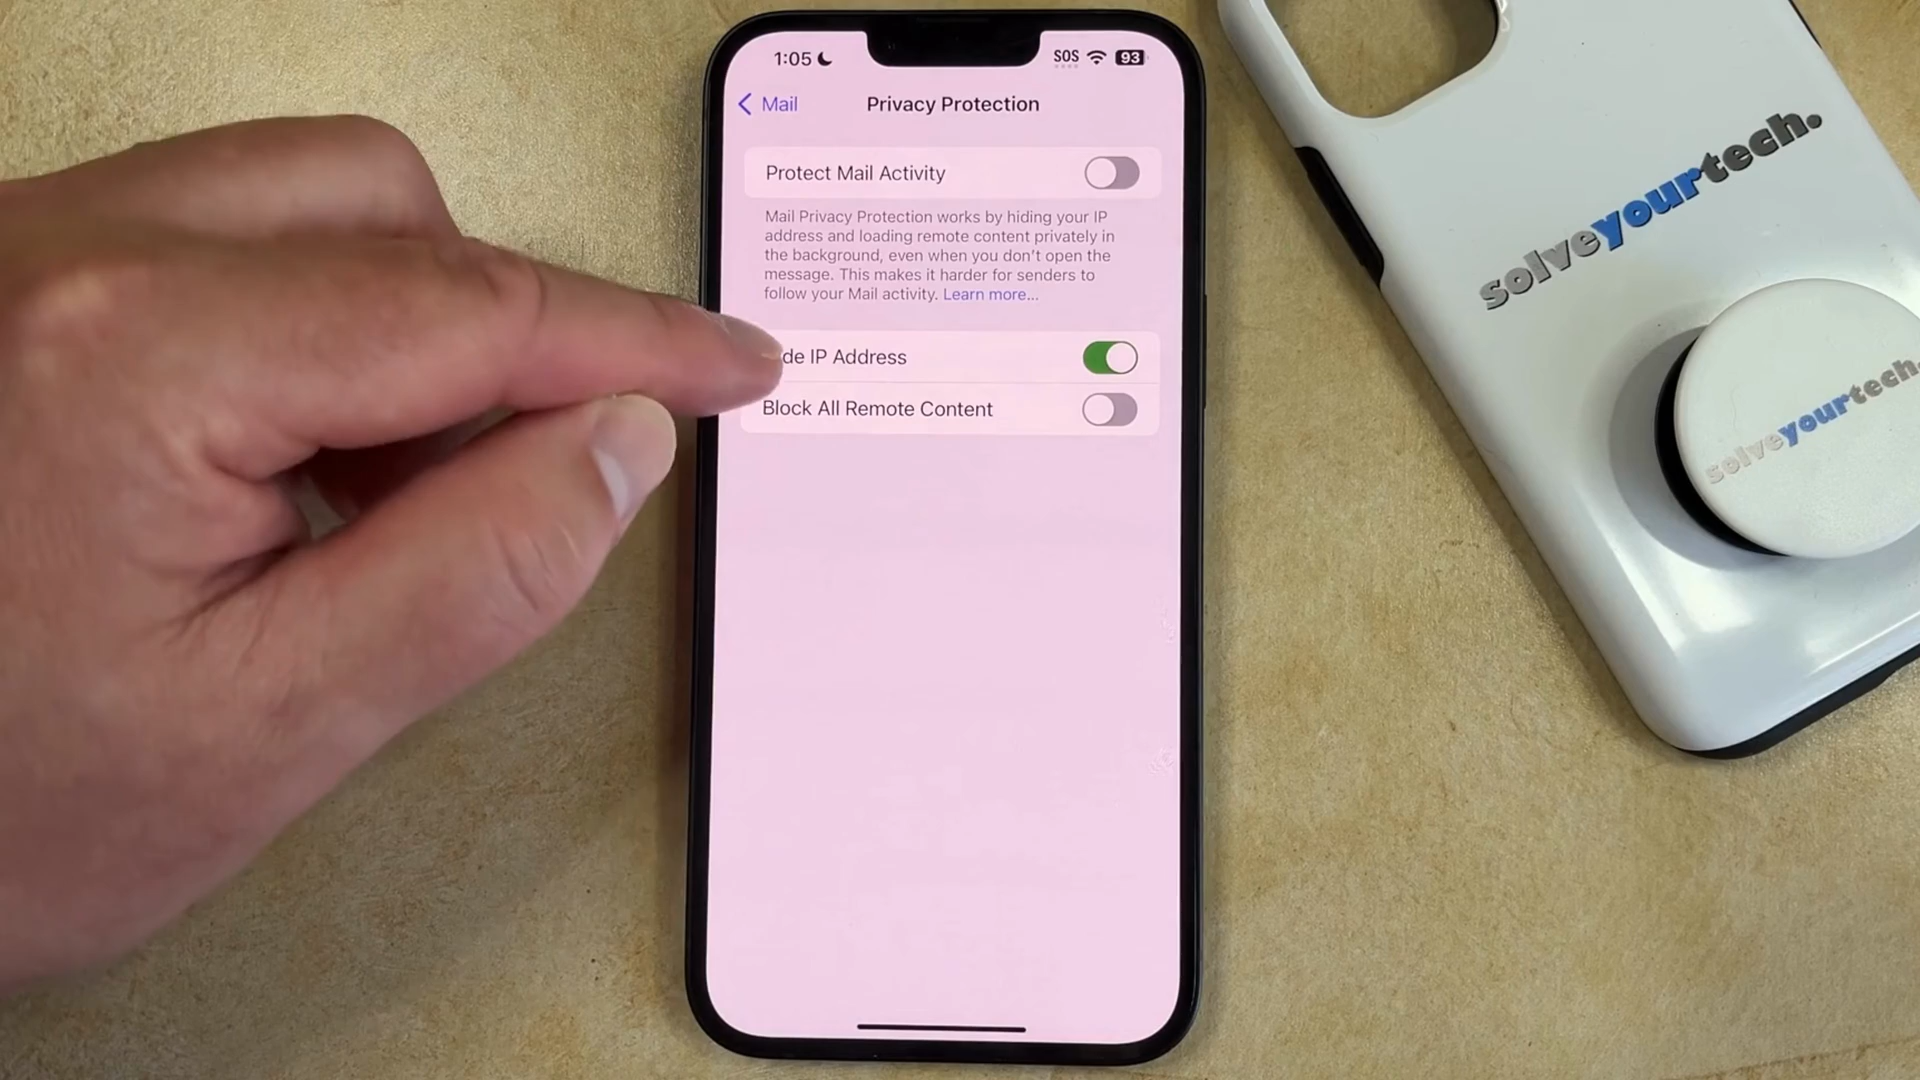 1:05
SOS
93
Mail
Privacy Protection
Protect Mail Activity
Mail Privacy Protection works by hiding your IP
address and loading remote content privately in
the background, even when you don't open the
message. This makes it harder for senders to
follow your Mail activity. Learn more...
de IP Address
Block All Remote Content
solveyourtech.
solveyourtech.